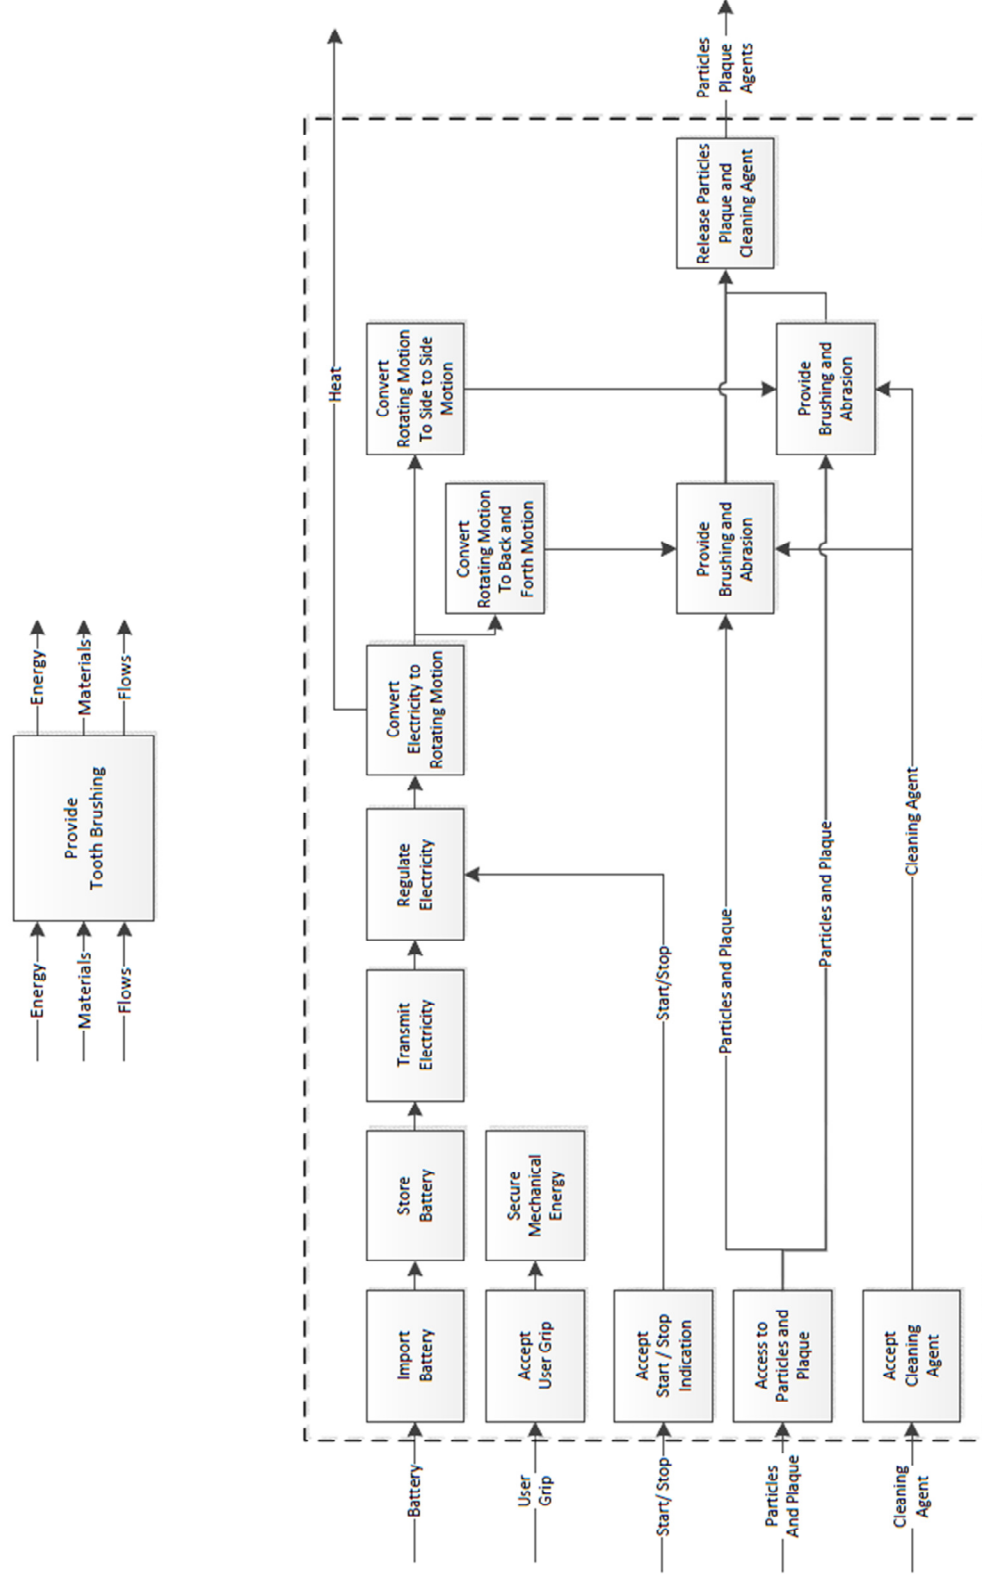 Energy
Materials
Flows
Provide
Tooth Brushing
Energy
Materials
Flows
Heat
Battery
Import
Battery
Store
Battery
Transmit
Electricity
Regulate
Electricity
Convert
Electricity to
Rotating Motion
Convert
Rotating Motion
To Side to Side
Motion
Convert
Rotating Motion
To Back and
Forth Motion
User
Grip
Accept
User Grip
Secure
Mechanical
Energy
Start/ Stop
Accept
Start / Stop
Indication
Start/Stop
Particles
And Plaque
Access to
Particles and
Plaque
Particles and Plaque
Particles and Plaque
Provide
Brushing and
Abrasion
Provide
Brushing and
Abrasion
Release Particles
Plaque and
Cleaning Agent
Particles
Plaque
Agents
Cleaning
Agent
Accept
Cleaning
Agent
Cleaning Agent